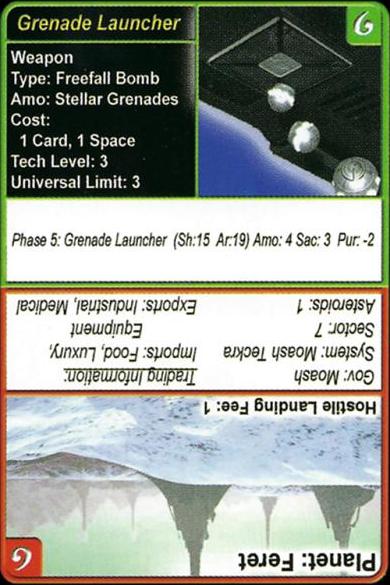 Grenade Launcher
Weapon
Type: Freefall Bomb
Amo: Stellar Grenades
Cost:
1 Card, 1 Space
Tech Level: 3
Universal Limit: 3
Phase 5: Grenade Launcher (Sh:15 Ar:19) Amo: 4 Sac: 3 Pur: -2
Planet: Feret
Hostile Landing Fee: 1
Gov: Moash
System: Moash Teckra
Sector: 7
Asteroids: 1
Trading Information:
Imports: Food, Luxury,
Equipment
Exports: Industrial, Medical